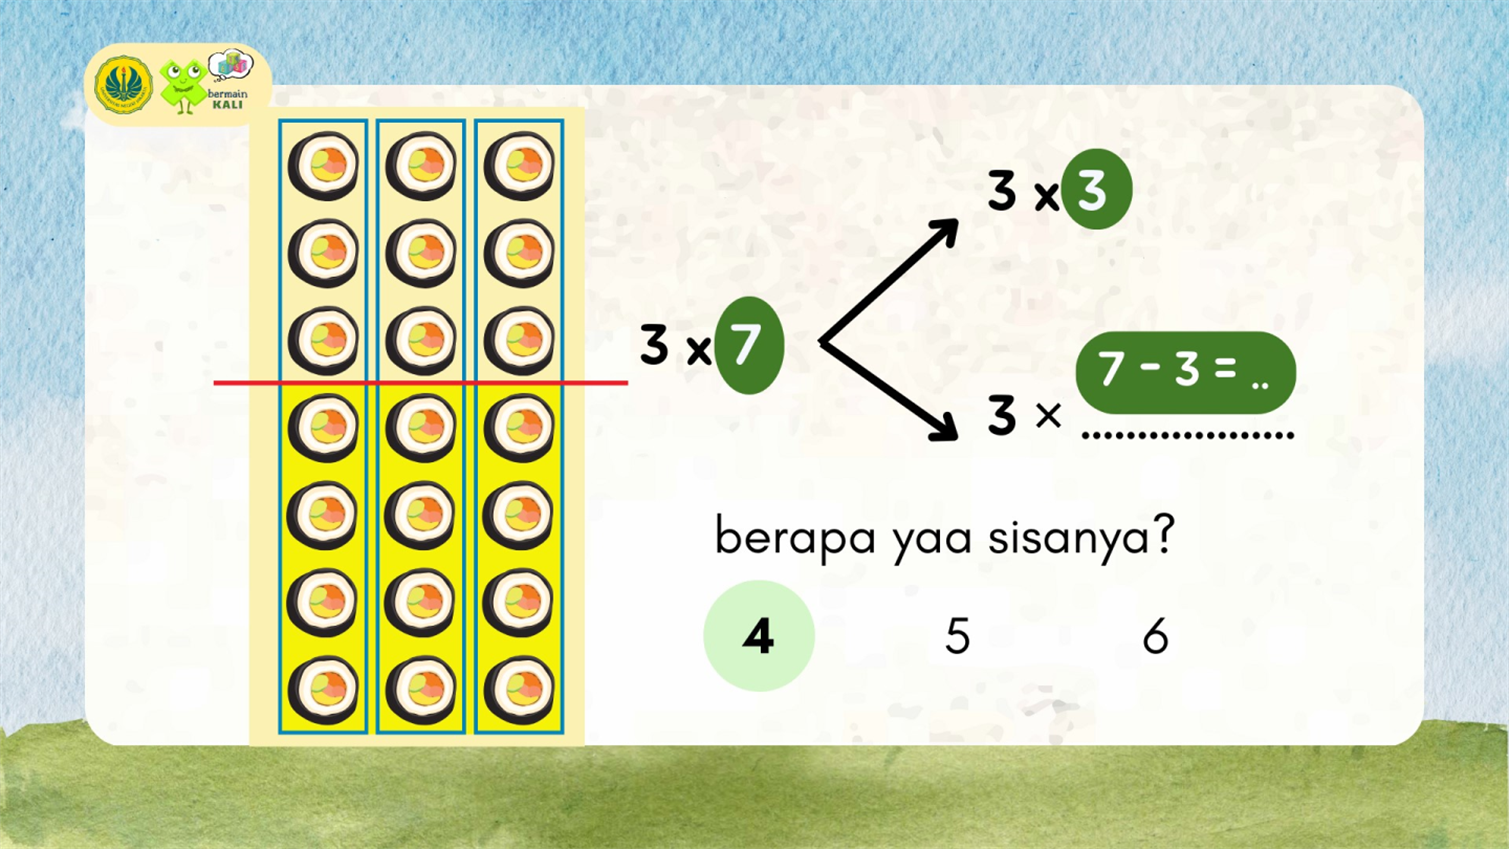 bermain
KALI
3 x 3
3 x 7
7 - 3 = ..
3 × ...................
berapa yaa sisanya?
4 5 6